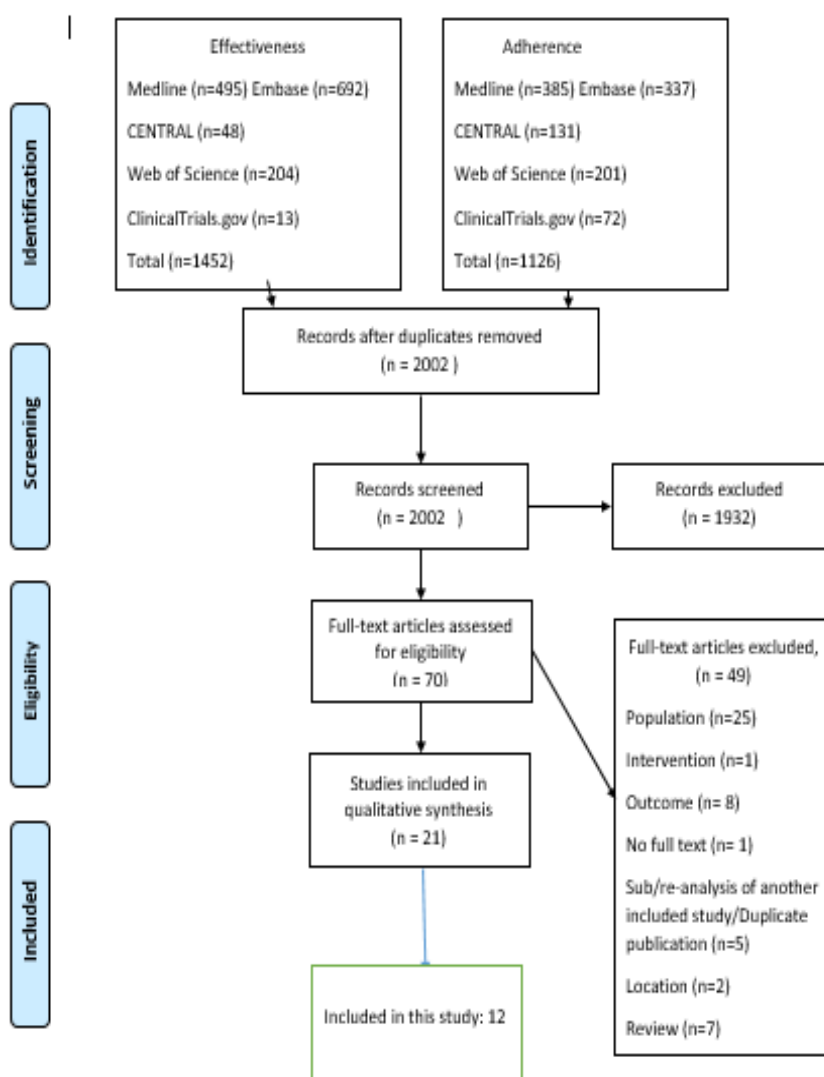 Effectiveness
Medline (n=495) Embase (n=692)
CENTRAL (n=48)
Web of Science (n=204)
ClinicalTrials.gov (n=13)
Total (n=1452)
Adherence
Medline (n=385) Embase (n=337)
CENTRAL (n=131)
Web of Science (n=201)
ClinicalTrials.gov (n=72)
Total (n=1126)
Identification
Records after duplicates removed
(n = 2002 )
Screening
Records screened
(n = 2002 )
Records excluded
(n = 1932)
Eligibility
Full-text articles assessed
for eligibility
(n = 70)
Full-text articles excluded,
(n = 49)
Population (n=25)
Intervention (n=1)
Outcome (n= 8)
No full text (n= 1)
Sub/re-analysis of another
included study/Duplicate
publication (n=5)
Location (n=2)
Review (n=7)
Studies included in
qualitative synthesis
(n = 21)
Included
Included in this study: 12